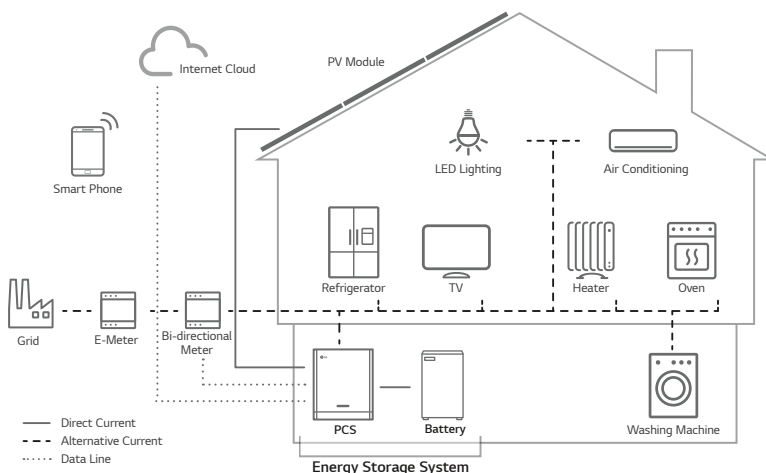 Internet Cloud
PV Module
LED Lighting
Air Conditioning
Smart Phone
Refrigerator
TV
Heater
Oven
Grid
E-Meter
Bi-directional
Meter
PCS
Battery
Washing Machine
Direct Current
Alternative Current
Data Line
Energy Storage System